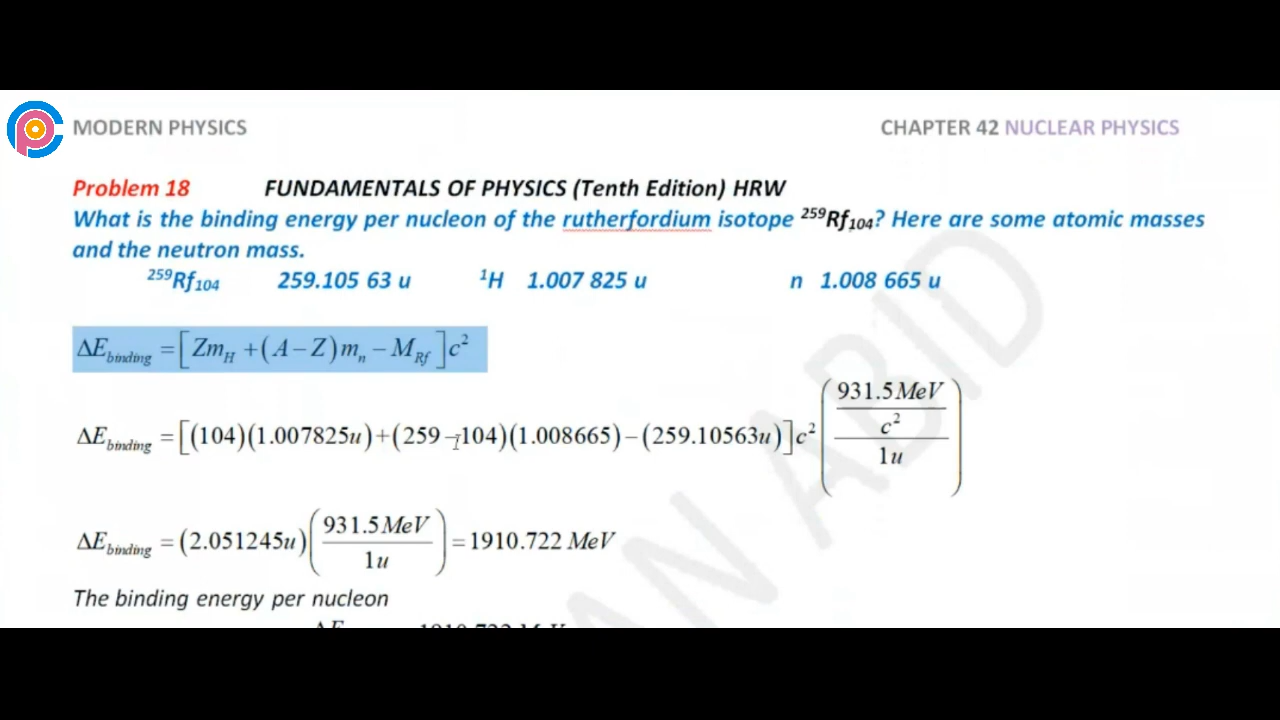 MODERN PHYSICS CHAPTER 42 NUCLEAR PHYSICS
Problem 18 FUNDAMENTALS OF PHYSICS (Tenth Edition) HRW
What is the binding energy per nucleon of the rutherfordium isotope ²⁵⁹Rf₁₀₄? Here are some atomic masses
and the neutron mass.
²⁵⁹Rf₁₀₄ 259.105 63 u ¹H 1.007 825 u n 1.008 665 u
ΔE_binding = [Zm_H + (A − Z)m_n − M_Rf]c²
ΔE_binding = [(104)(1.007825u)+(259−104)(1.008665)−(259.10563u)]c² (931.5 MeV/c² / 1u)
ΔE_binding = (2.051245u)(931.5 MeV / 1u) = 1910.722 MeV
The binding energy per nucleon